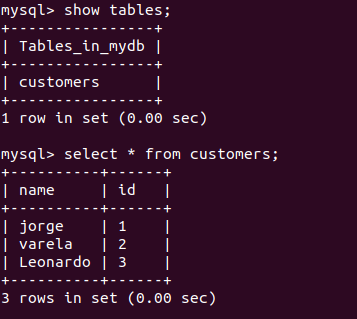 mysql> show tables;
+----------------+
| Tables_in_mydb |
+----------------+
| customers      |
+----------------+
1 row in set (0.00 sec)

mysql> select * from customers;
+----------+------+
| name     | id   |
+----------+------+
| jorge    | 1    |
| varela   | 2    |
| Leonardo | 3    |
+----------+------+
3 rows in set (0.00 sec)